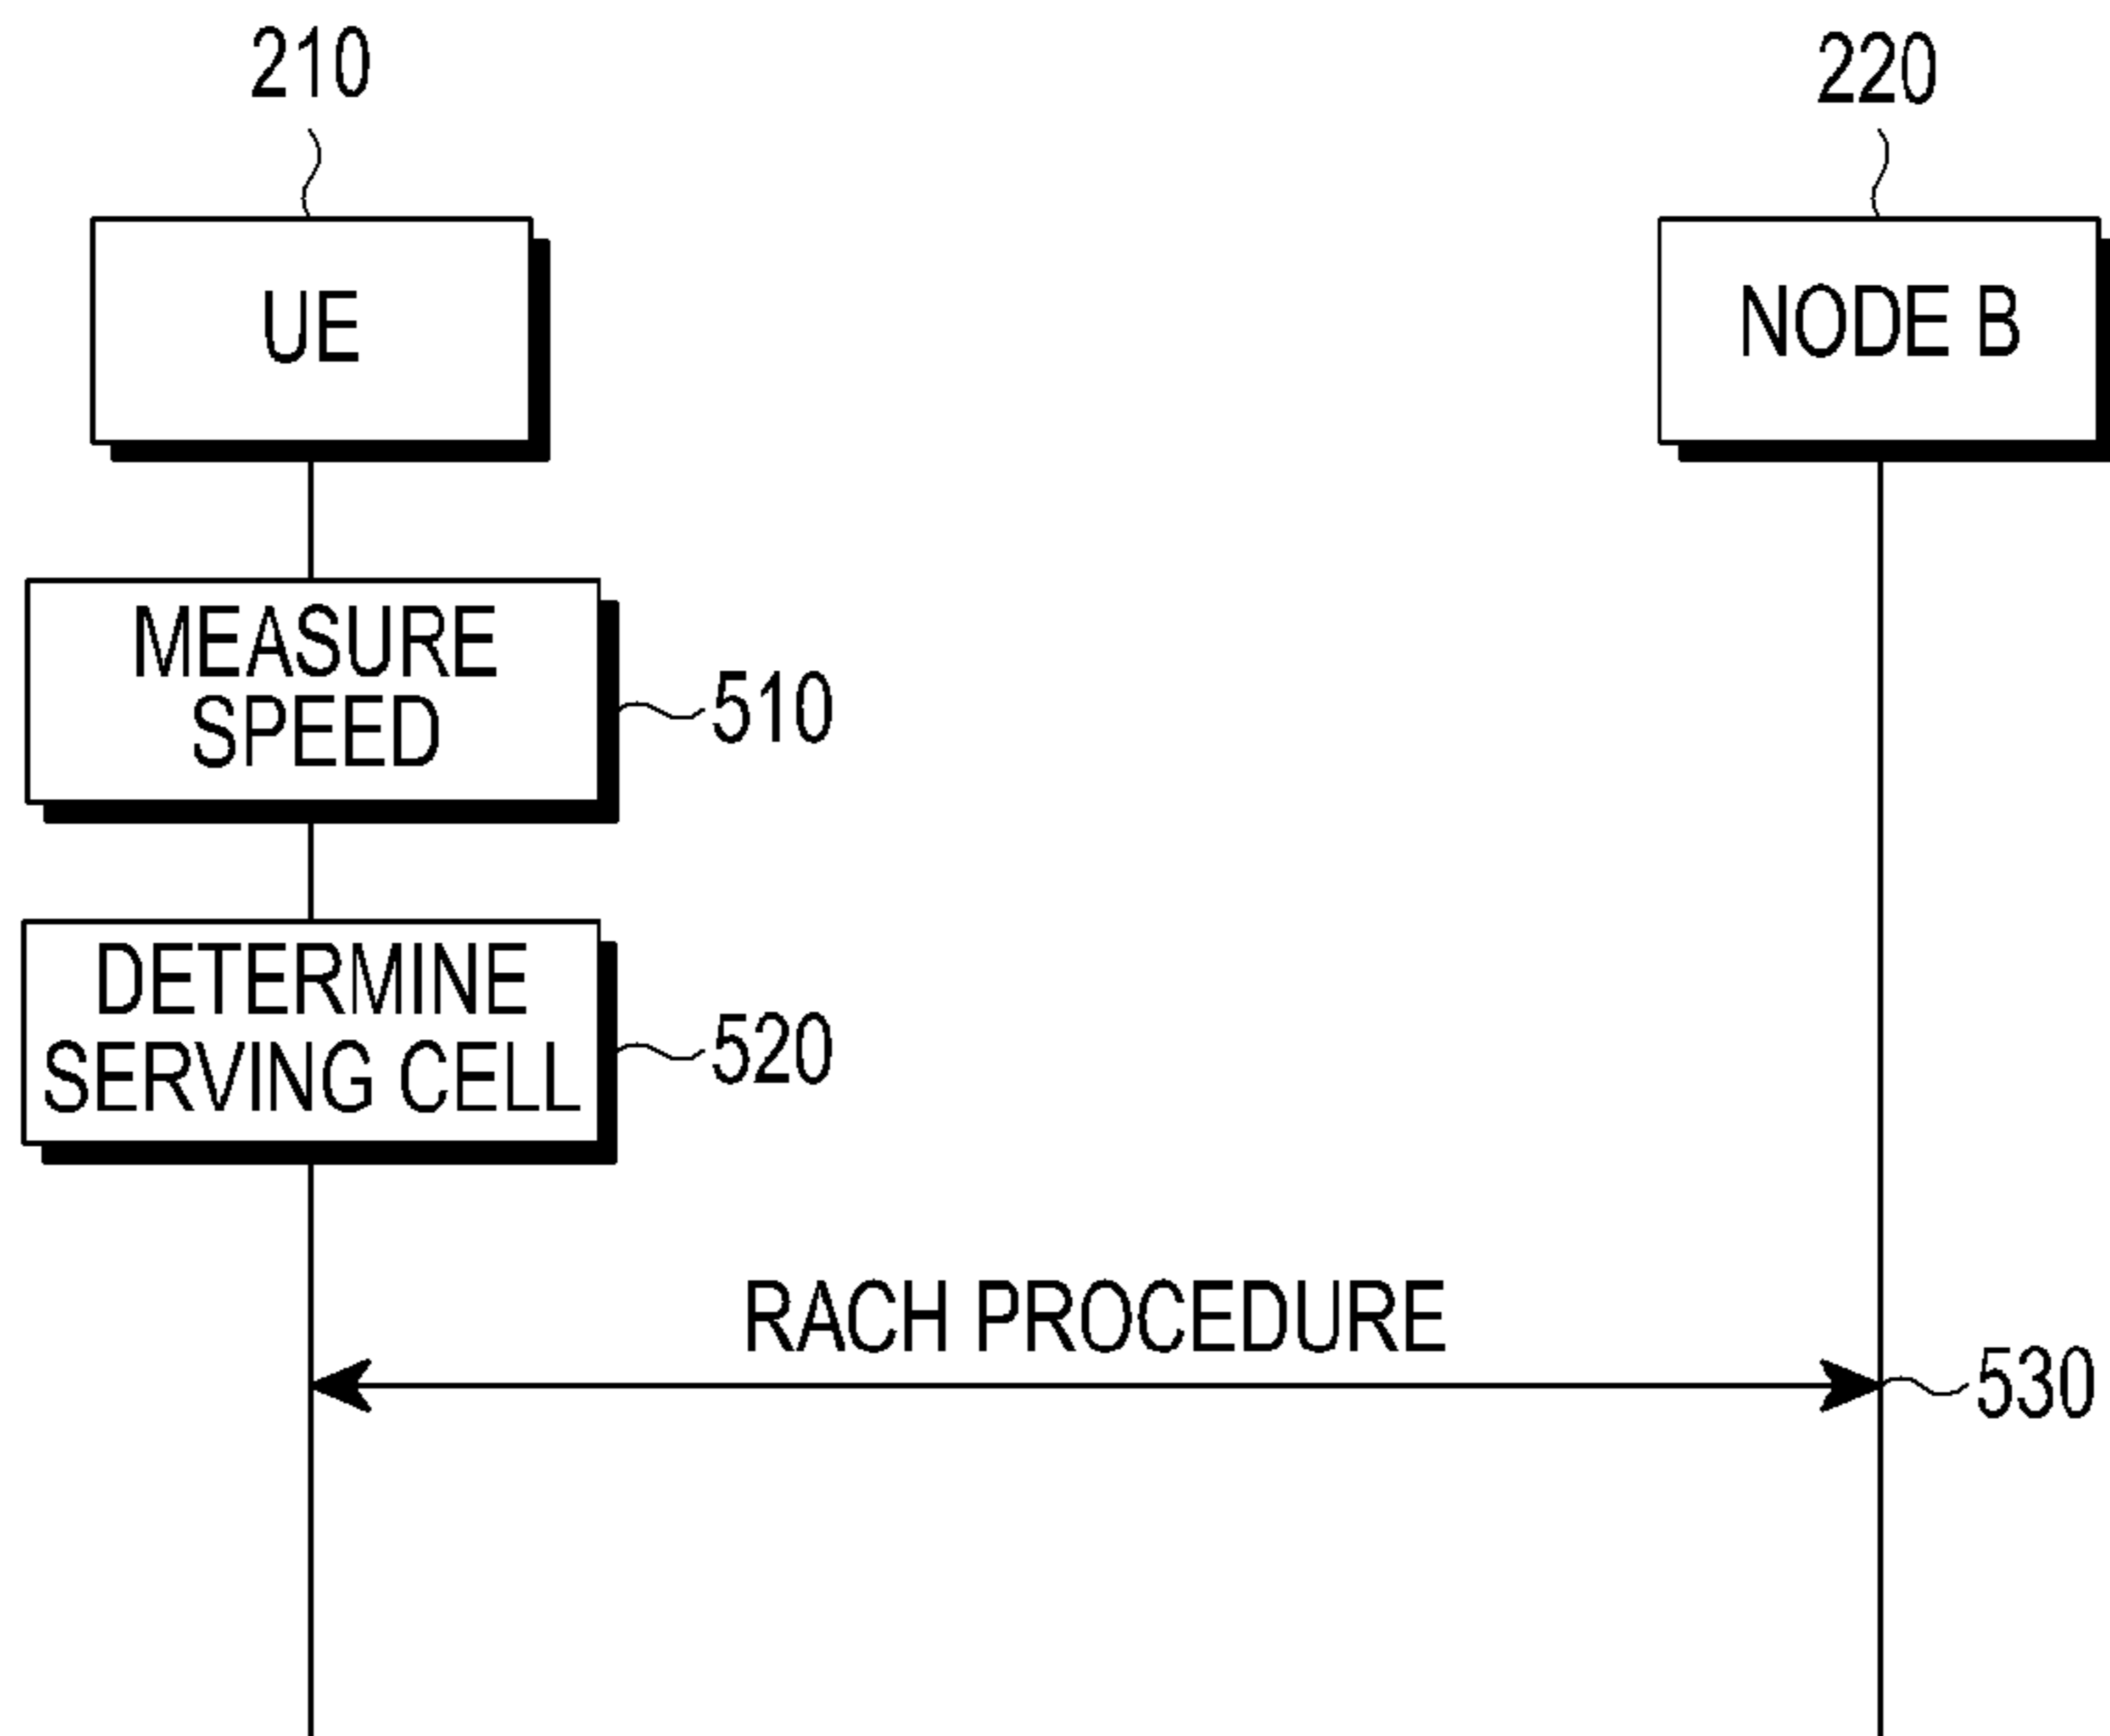 210
220
UE
NODE B
MEASURE
SPEED
510
DETERMINE
SERVING CELL
520
RACH PROCEDURE
530